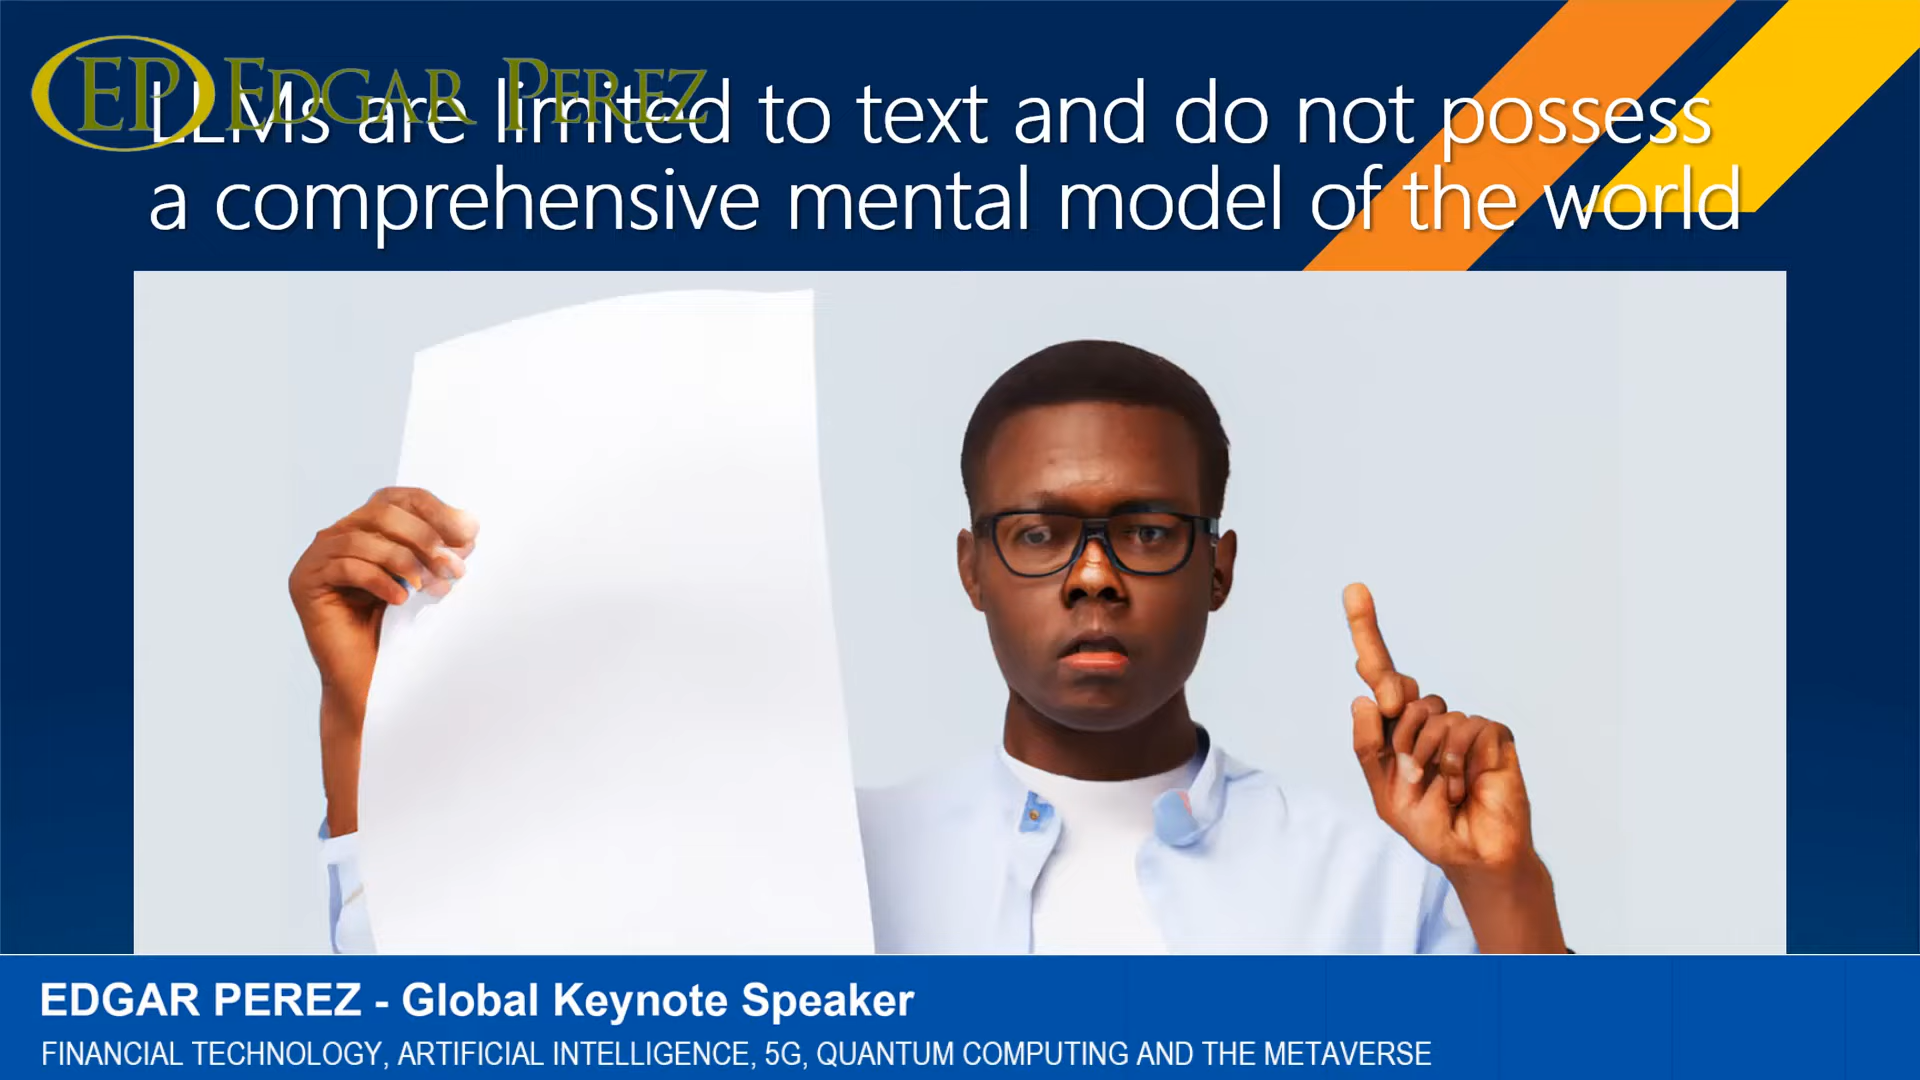 EP EDGAR PEREZ
LLMs are limited to text and do not possess
a comprehensive mental model of the world
EDGAR PEREZ - Global Keynote Speaker
FINANCIAL TECHNOLOGY, ARTIFICIAL INTELLIGENCE, 5G, QUANTUM COMPUTING AND THE METAVERSE